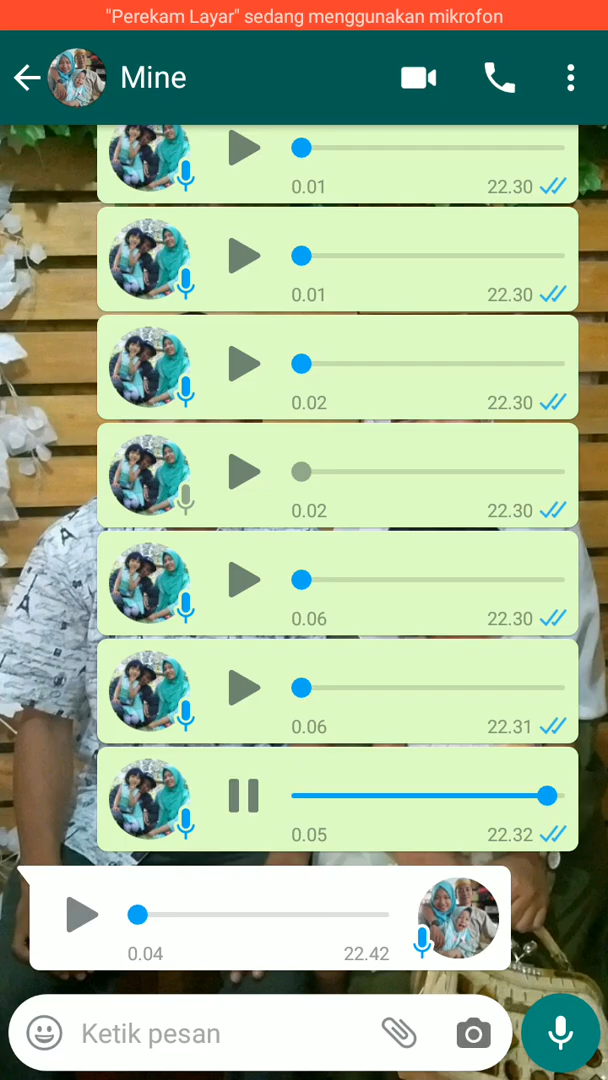 "Perekam Layar" sedang menggunakan mikrofon
Mine
0.01 22.30
0.01 22.30
0.02 22.30
0.02 22.30
0.06 22.30
0.06 22.31
0.05 22.32
0.04 22.42
Ketik pesan